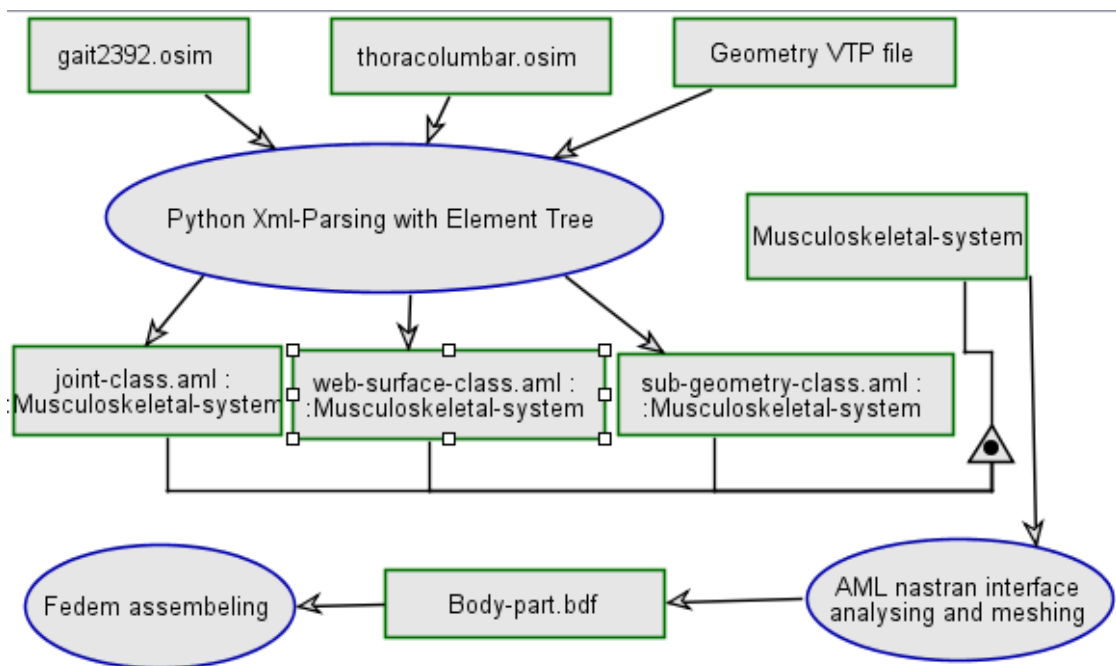 gait2392.osim
thoracolumbar.osim
Geometry VTP file
Python Xml-Parsing with Element Tree
Musculoskeletal-system
joint-class.aml :
:Musculoskeletal-system
web-surface-class.aml :
:Musculoskeletal-system
sub-geometry-class.aml :
:Musculoskeletal-system
Fedem assembeling
Body-part.bdf
AML nastran interface
analysing and meshing